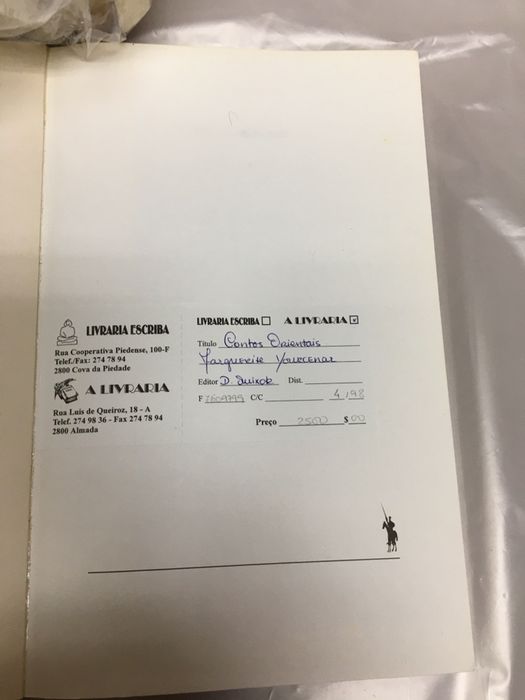 LIVRARIA ESCRIBA
Rua Cooperativa Piedense, 100-F
Telef./Fax: 274 78 94
2800 Cova da Piedade
A LIVRARIA
Rua Luis de Queiroz, 18 - A
Telef. 274 98 36 - Fax 274 78 94
2800 Almada
LIVRARIA ESCRIBA A LIVRARIA
Título Contos Orientais
Marguerite Yourcenar
Editor D. Quixote Dist.
F C/C 4/98
Preço 2500 $00